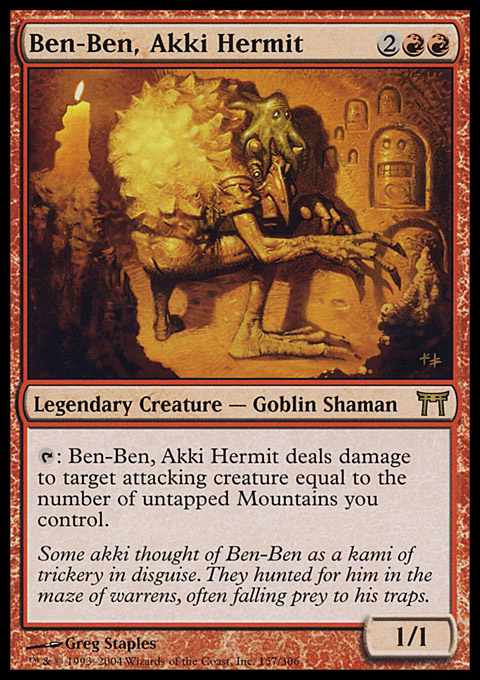 Ben-Ben, Akki Hermit 2
Legendary Creature — Goblin Shaman
: Ben-Ben, Akki Hermit deals damage
to target attacking creature equal to the
number of untapped Mountains you
control.
Some akki thought of Ben-Ben as a kami of
trickery in disguise. They hunted for him in the
maze of warrens, often falling prey to his traps.
Greg Staples
™ & © 1993-2004 Wizards of the Coast, Inc. 157/306
1/1